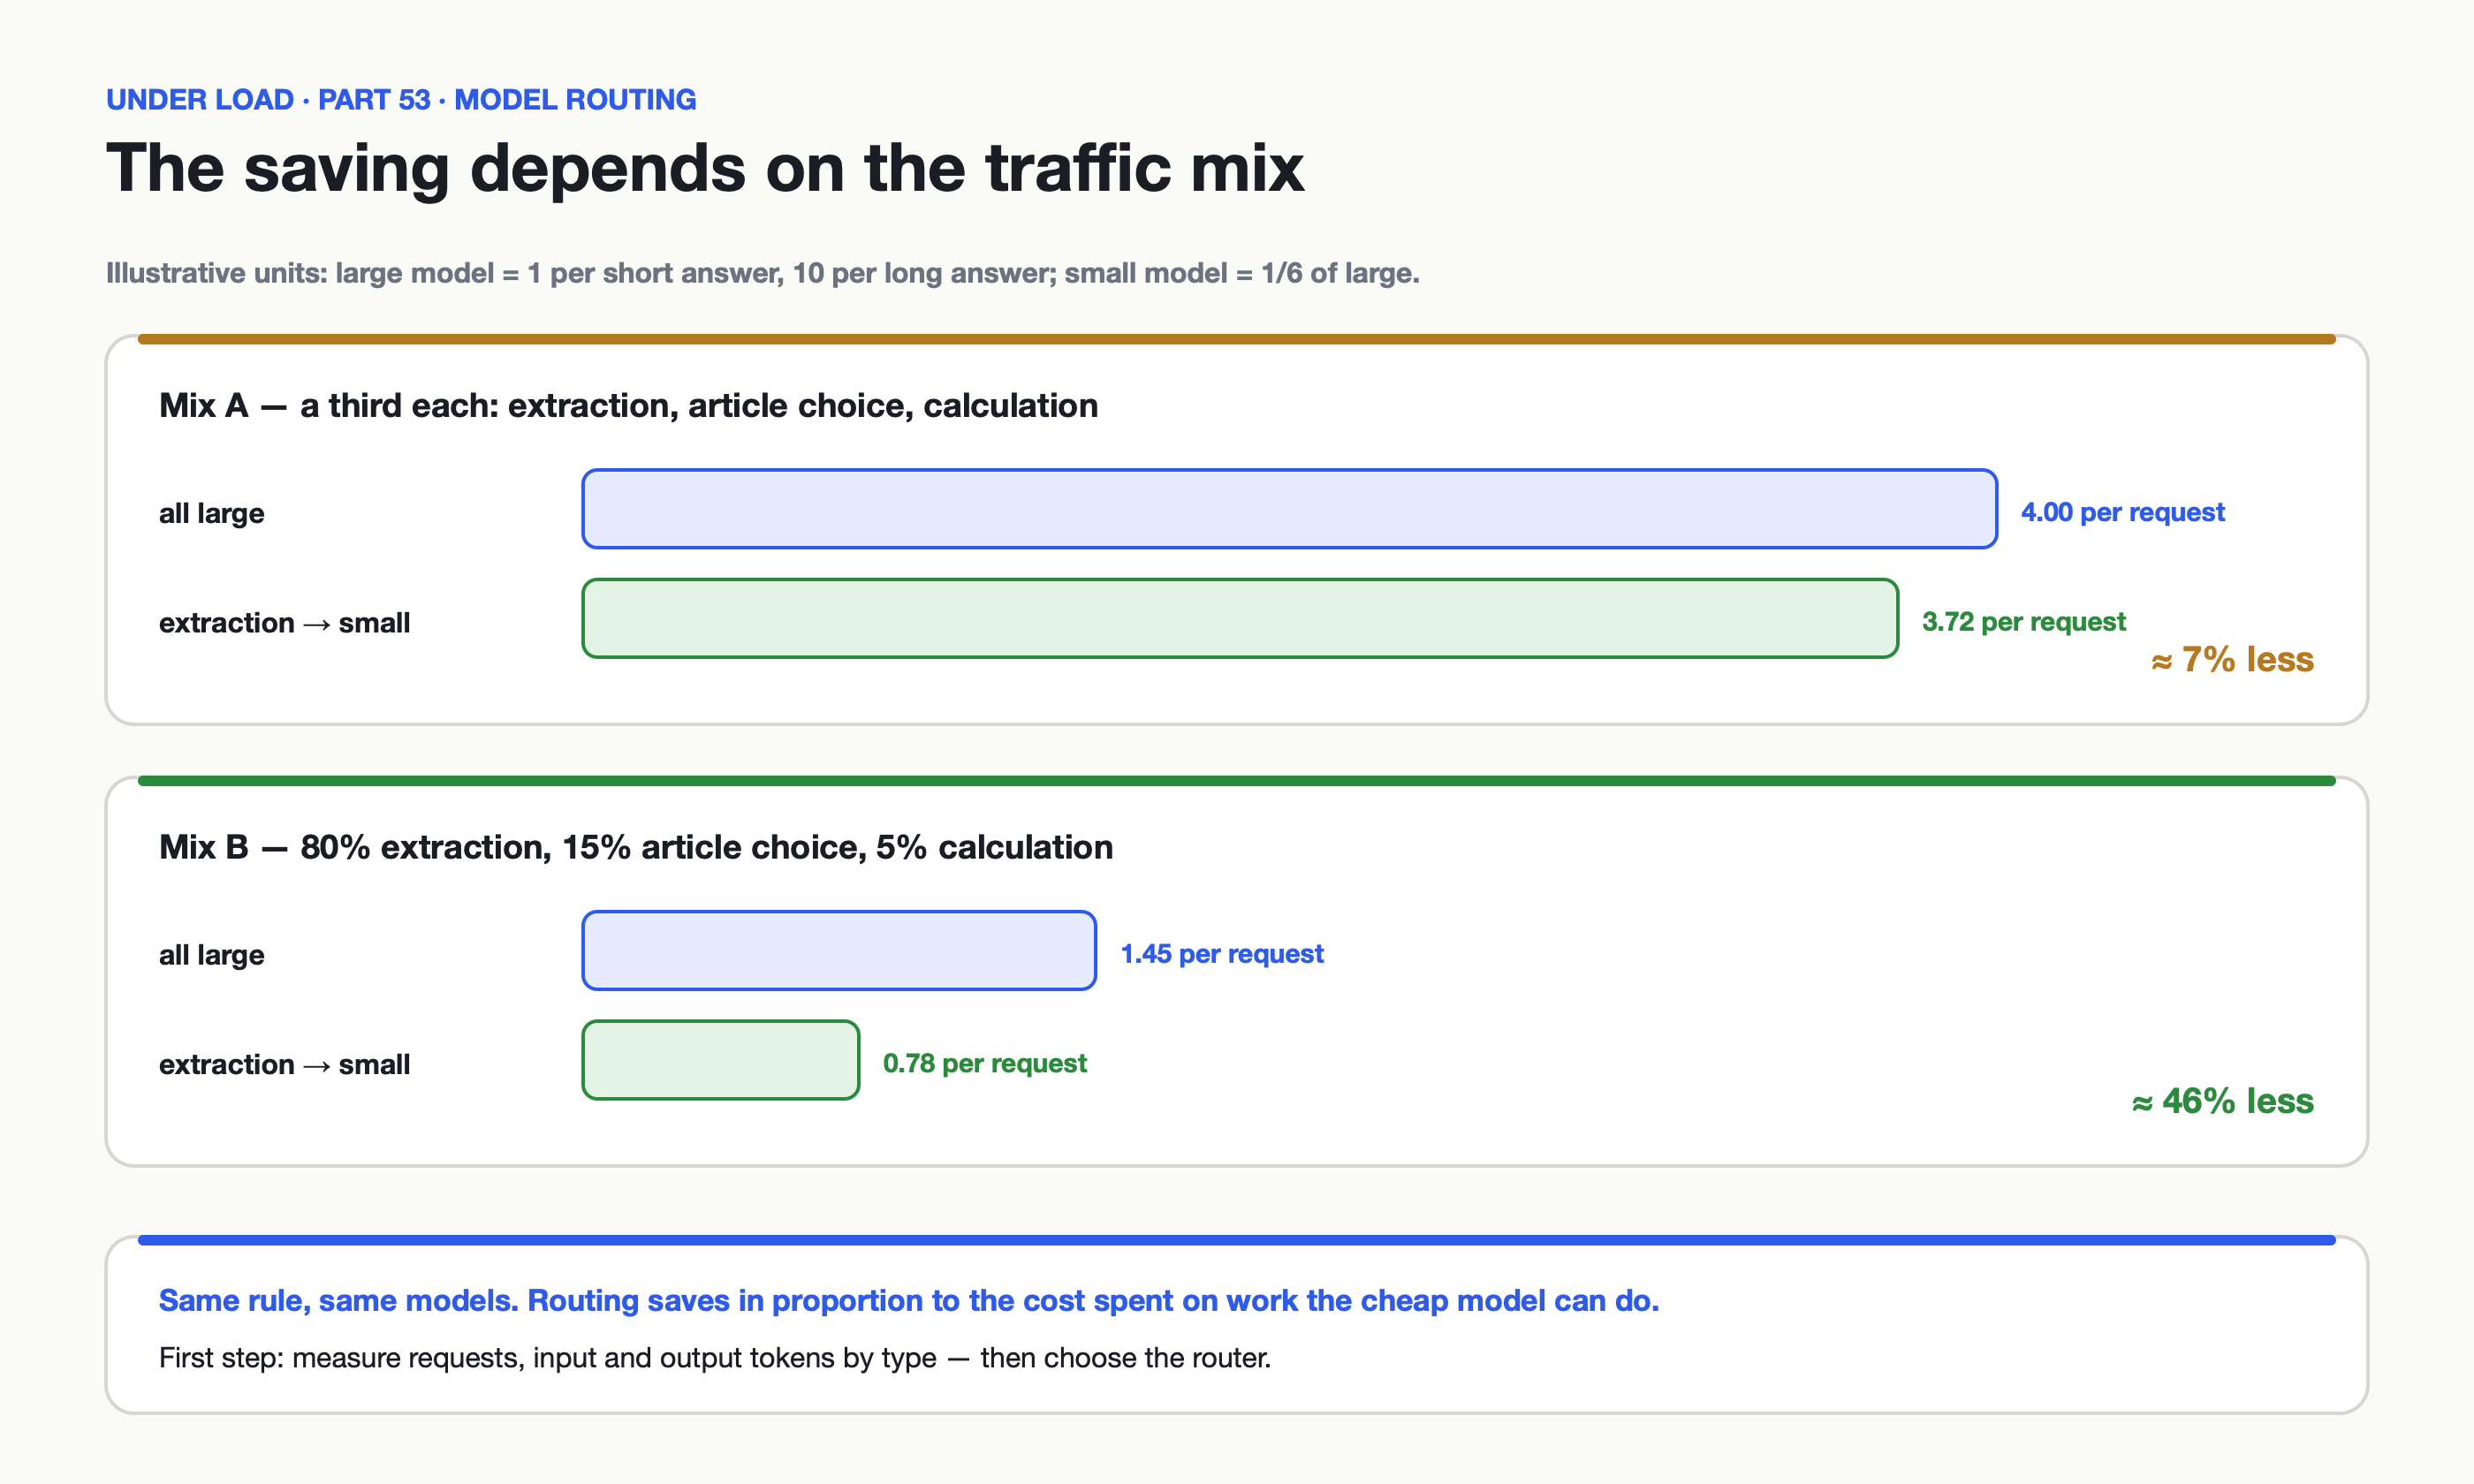 UNDER LOAD · PART 53 · MODEL ROUTING
The saving depends on the traffic mix
Illustrative units: large model = 1 per short answer, 10 per long answer; small model = 1/6 of large.
Mix A — a third each: extraction, article choice, calculation
all large
4.00 per request
extraction → small
3.72 per request
≈ 7% less
Mix B — 80% extraction, 15% article choice, 5% calculation
all large
1.45 per request
extraction → small
0.78 per request
≈ 46% less
Same rule, same models. Routing saves in proportion to the cost spent on work the cheap model can do.
First step: measure requests, input and output tokens by type — then choose the router.